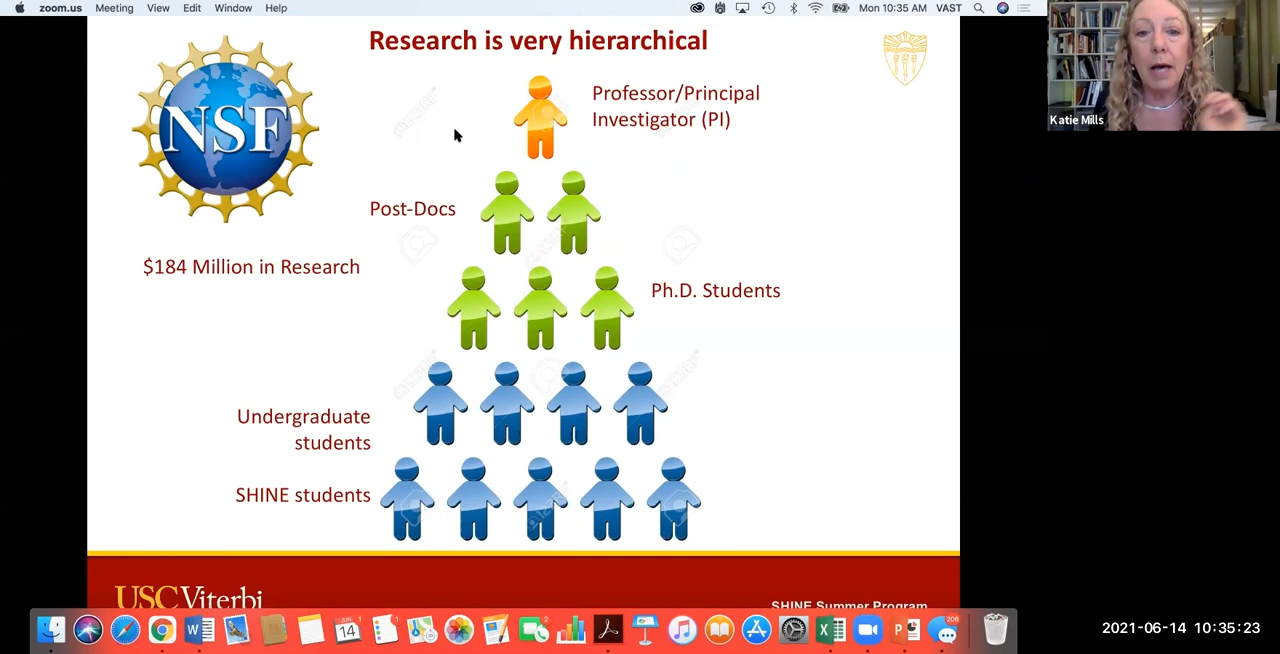 zoom.us Meeting View Edit Window Help
Mon 10:35 AM VAST
Research is very hierarchical
NSF
Professor/Principal
Investigator (PI)
Katie Mills
Post-Docs
$184 Million in Research
Ph.D. Students
Undergraduate
students
SHINE students
USC Viterbi
SHINE Summer Program
JUN
14
206
2021-06-14 10:35:23